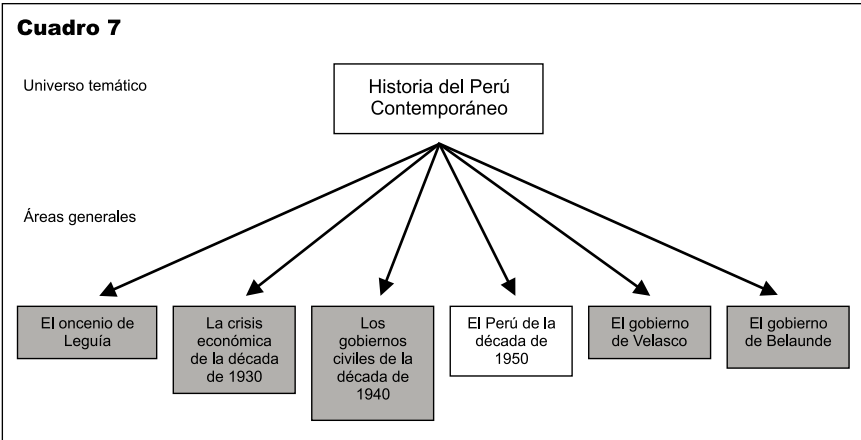 Cuadro 7
Universo temático
Historia del Perú
Contemporáneo
Áreas generales
El oncenio de
Leguía
La crisis
económica
de la década
de 1930
Los
gobiernos
civiles de la
década de
1940
El Perú de la
década de
1950
El gobierno
de Velasco
El gobierno
de Belaunde